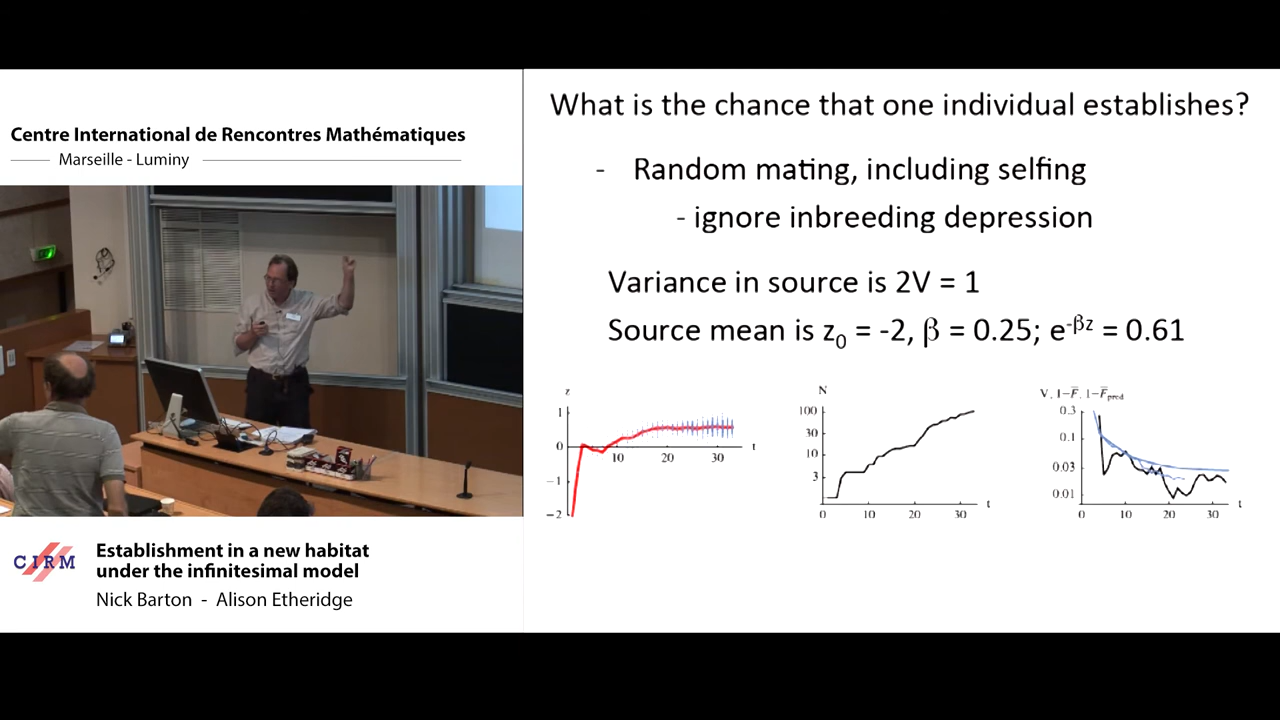 Centre International de Rencontres Mathématiques
Marseille - Luminy
What is the chance that one individual establishes?
- Random mating, including selfing
- ignore inbreeding depression
Variance in source is 2V = 1
Source mean is z0 = -2, β = 0.25; e-βz = 0.61
z
1
0
−1
−2
10
20
30
t
N
100
30
10
3
0
10
20
30
t
V, 1−F̅, 1−F̅pred
0.3
0.1
0.03
0.01
0
10
20
30
t
CIRM
Establishment in a new habitat
under the infinitesimal model
Nick Barton - Alison Etheridge